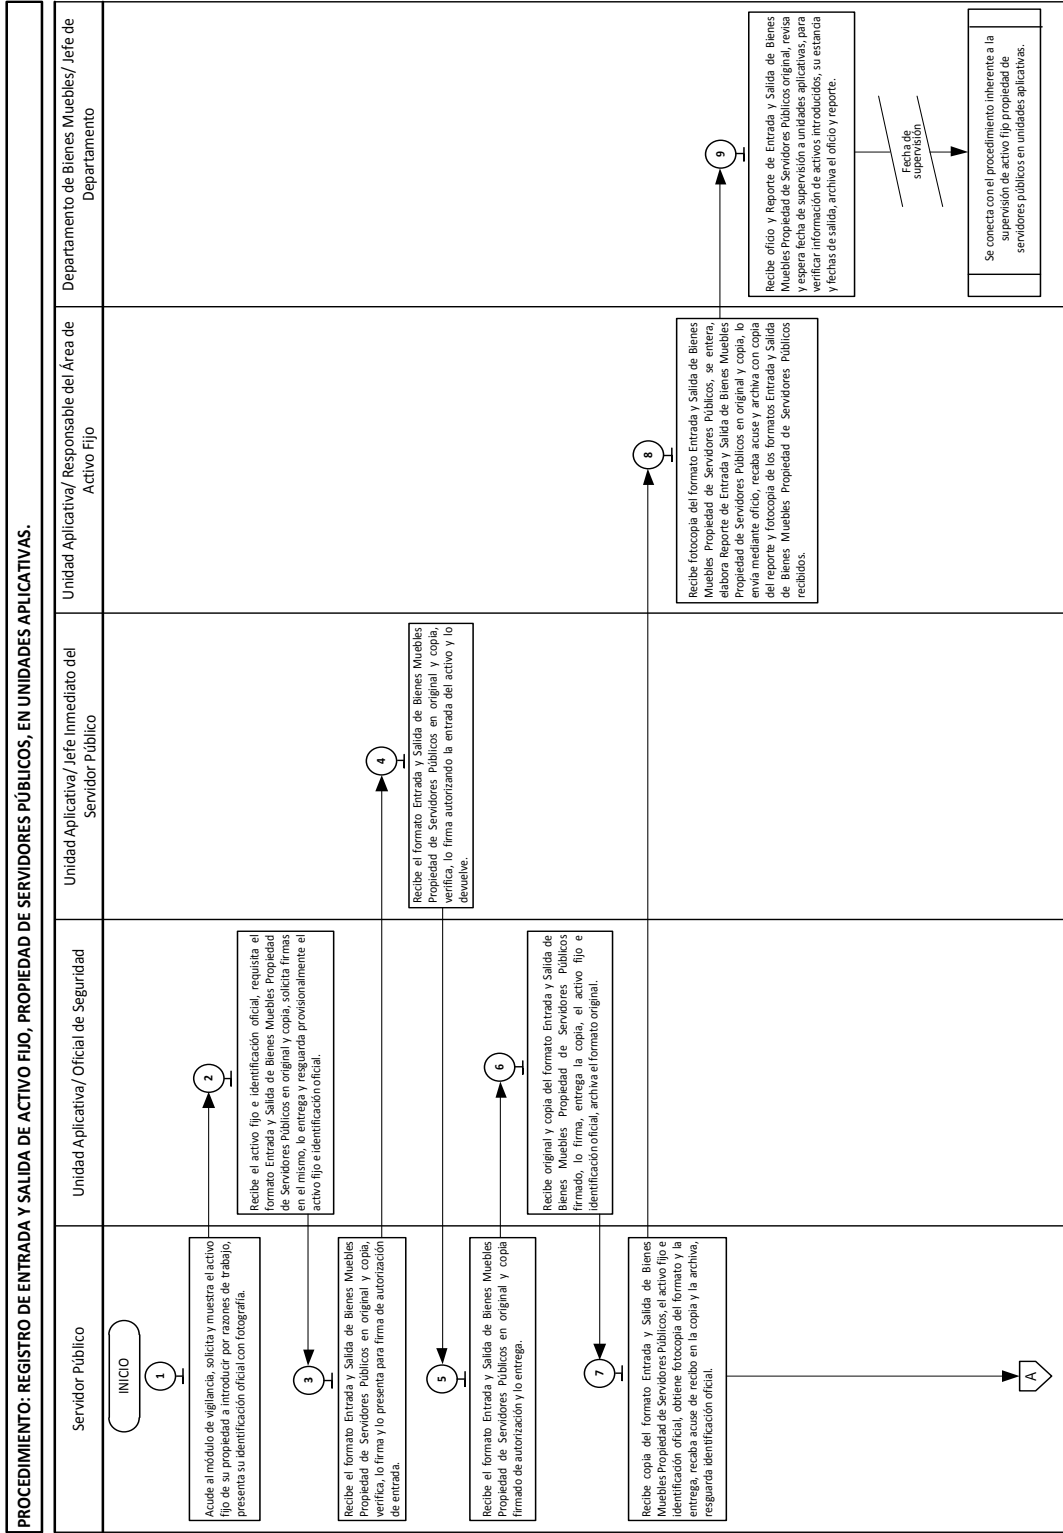 PROCEDIMIENTO: REGISTRO DE ENTRADA Y SALIDA DE ACTIVO FIJO, PROPIEDAD DE SERVIDORES PÚBLICOS, EN UNIDADES APLICATIVAS.
Servidor Público
Unidad Aplicativa/ Oficial de Seguridad
Unidad Aplicativa/ Jefe Inmediato del
Servidor Público
Unidad Aplicativa/ Responsable del Área de
Activo Fijo
Departamento de Bienes Muebles/ Jefe de
Departamento
INICIO
1
Acude al módulo de vigilancia, solicita y muestra el activo
fijo de su propiedad a introducir por razones de trabajo,
presenta su identificación oficial con fotografía.
2
Recibe el activo fijo e identificación oficial, requisita el
formato Entrada y Salida de Bienes Muebles Propiedad
de Servidores Públicos en original y copia, solicita firmas
en el mismo, lo entrega y resguarda provisionalmente el
activo fijo e identificación oficial.
3
Recibe el formato Entrada y Salida de Bienes Muebles
Propiedad de Servidores Públicos en original y copia,
verifica, lo firma y lo presenta para firma de autorización
de entrada.
4
Recibe el formato Entrada y Salida de Bienes Muebles
Propiedad de Servidores Públicos en original y copia,
verifica, lo firma autorizando la entrada del activo y lo
devuelve.
5
Recibe el formato Entrada y Salida de Bienes Muebles
Propiedad de Servidores Públicos en original y copia
firmado de autorización y lo entrega.
6
Recibe original y copia del formato Entrada y Salida de
Bienes Muebles Propiedad de Servidores Públicos
firmado, lo firma, entrega la copia, el activo fijo e
identificación oficial, archiva el formato original.
7
Recibe copia del formato Entrada y Salida de Bienes
Muebles Propiedad de Servidores Públicos, el activo fijo e
identificación oficial, obtiene fotocopia del formato y la
entrega, recaba acuse de recibo en la copia y la archiva,
resguarda identificación oficial.
8
Recibe fotocopia del formato Entrada y Salida de Bienes
Muebles Propiedad de Servidores Públicos, se entera,
elabora Reporte de Entrada y Salida de Bienes Muebles
Propiedad de Servidores Públicos en original y copia, lo
envía mediante oficio, recaba acuse y archiva con copia
del reporte y fotocopia de los formatos Entrada y Salida
de Bienes Muebles Propiedad de Servidores Públicos
recibidos.
9
Recibe oficio y Reporte de Entrada y Salida de Bienes
Muebles Propiedad de Servidores Públicos original, revisa
y espera fecha de supervisión a unidades aplicativas, para
verificar información de activos introducidos, su estancia
y fechas de salida, archiva el oficio y reporte.
Fecha de
supervisión
Se conecta con el procedimiento inherente a la
supervisión de activo fijo propiedad de
servidores públicos en unidades aplicativas.
A